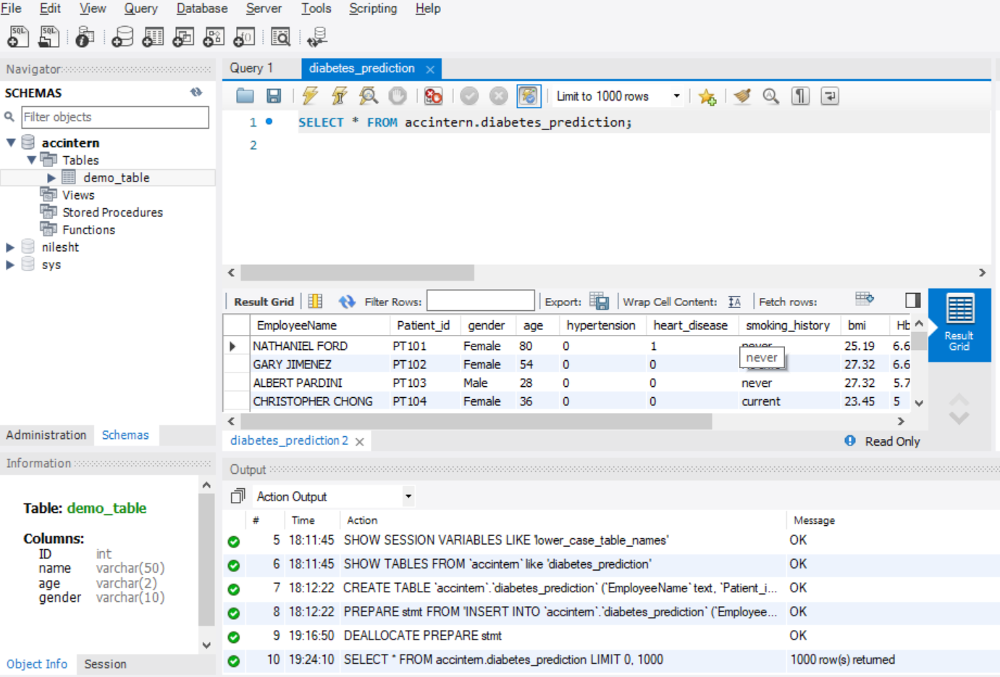 File Edit View Query Database Server Tools Scripting Help
SQL SQL i f()
Navigator
SCHEMAS
Filter objects
accintern
Tables
demo_table
Views
Stored Procedures
Functions
nilesht
sys
Administration Schemas
Information
Table: demo_table
Columns:
ID int
name varchar(50)
age varchar(2)
gender varchar(10)
Object Info Session
Query 1 diabetes_prediction
Limit to 1000 rows
1 SELECT * FROM accintern.diabetes_prediction;
2
Result Grid Filter Rows: Export: Wrap Cell Content: IA Fetch rows:
EmployeeName Patient_id gender age hypertension heart_disease smoking_history bmi Hb
NATHANIEL FORD PT101 Female 80 0 1 never 25.19 6.6
never
GARY JIMENEZ PT102 Female 54 0 0 27.32 6.6
ALBERT PARDINI PT103 Male 28 0 0 never 27.32 5.7
CHRISTOPHER CHONG PT104 Female 36 0 0 current 23.45 5
Result
Grid
diabetes_prediction 2 Read Only
Output
Action Output
# Time Action Message
5 18:11:45 SHOW SESSION VARIABLES LIKE 'lower_case_table_names' OK
6 18:11:45 SHOW TABLES FROM `accintern` like 'diabetes_prediction' OK
7 18:12:22 CREATE TABLE `accintern`.`diabetes_prediction` (`EmployeeName` text, `Patient_i... OK
8 18:12:22 PREPARE stmt FROM 'INSERT INTO `accintern`.`diabetes_prediction` (`Employee... OK
9 19:16:50 DEALLOCATE PREPARE stmt OK
10 19:24:10 SELECT * FROM accintern.diabetes_prediction LIMIT 0, 1000 1000 row(s) returned